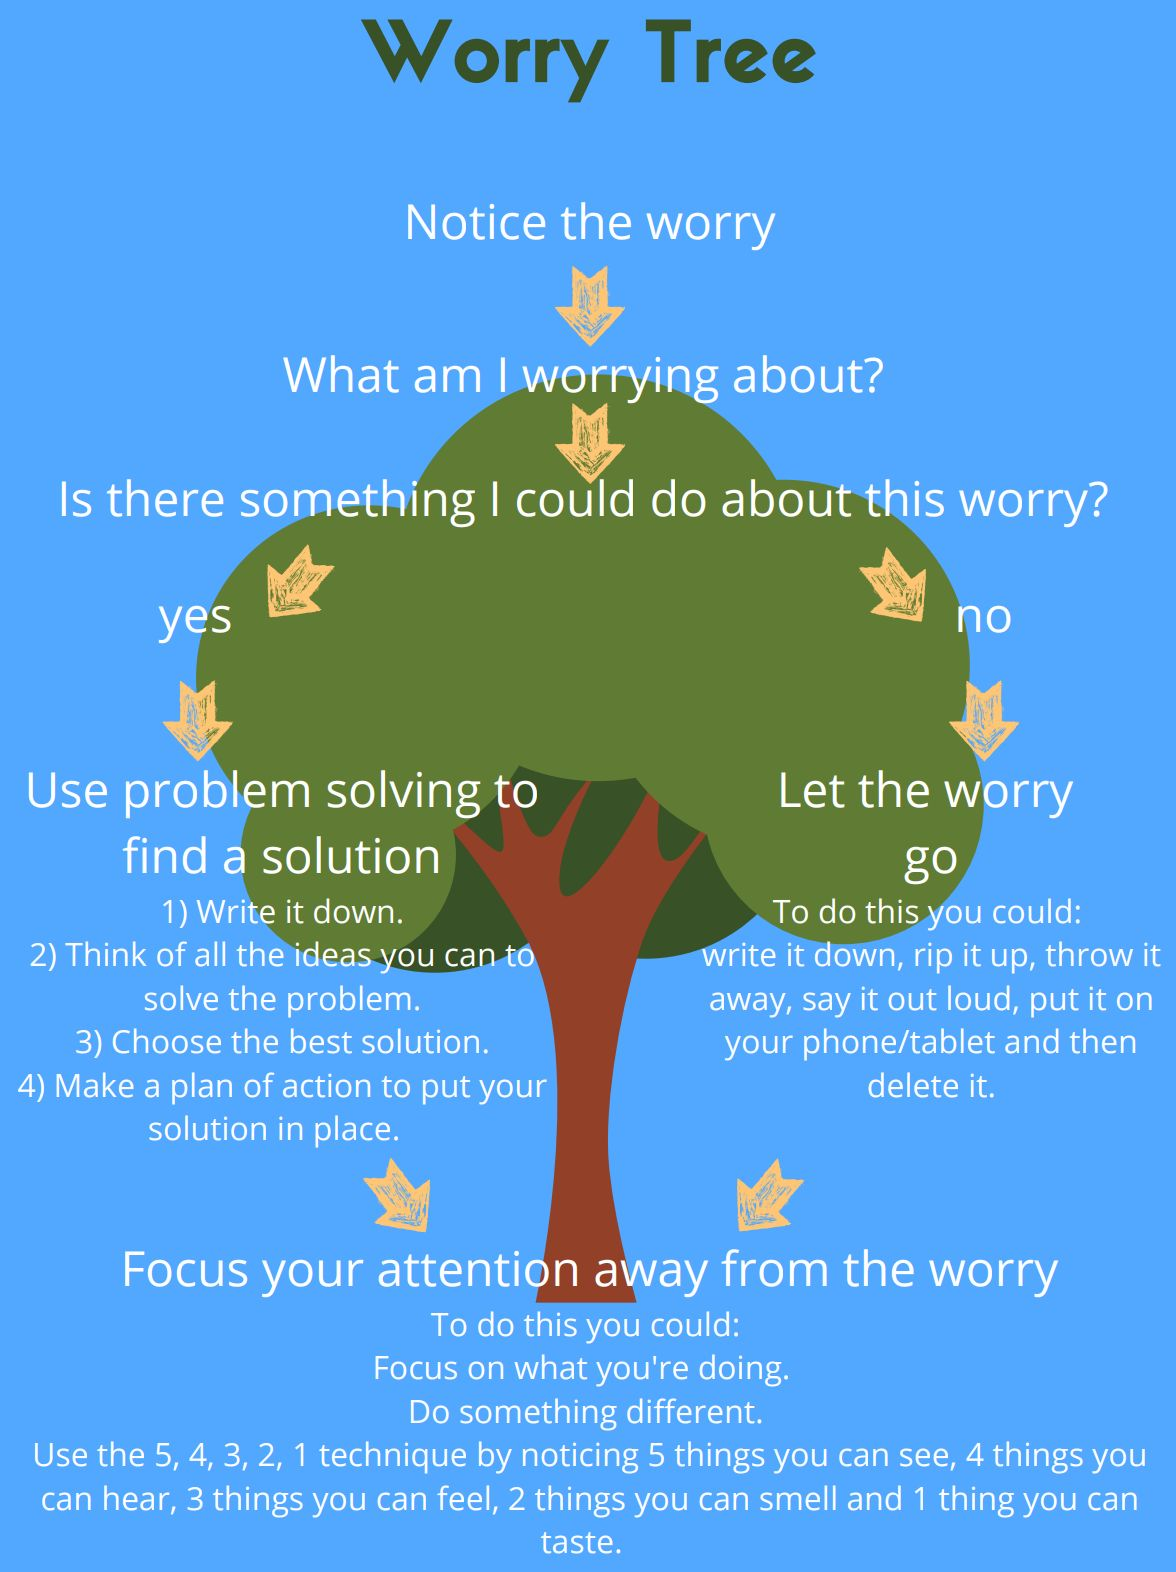 Worry Tree
Notice the worry
What am I worrying about?
Is there something I could do about this worry?
yes
no
Use problem solving to
find a solution
1) Write it down.
2) Think of all the ideas you can to
solve the problem.
3) Choose the best solution.
4) Make a plan of action to put your
solution in place.
Let the worry
go
To do this you could:
write it down, rip it up, throw it
away, say it out loud, put it on
your phone/tablet and then
delete it.
Focus your attention away from the worry
To do this you could:
Focus on what you're doing.
Do something different.
Use the 5, 4, 3, 2, 1 technique by noticing 5 things you can see, 4 things you
can hear, 3 things you can feel, 2 things you can smell and 1 thing you can
taste.